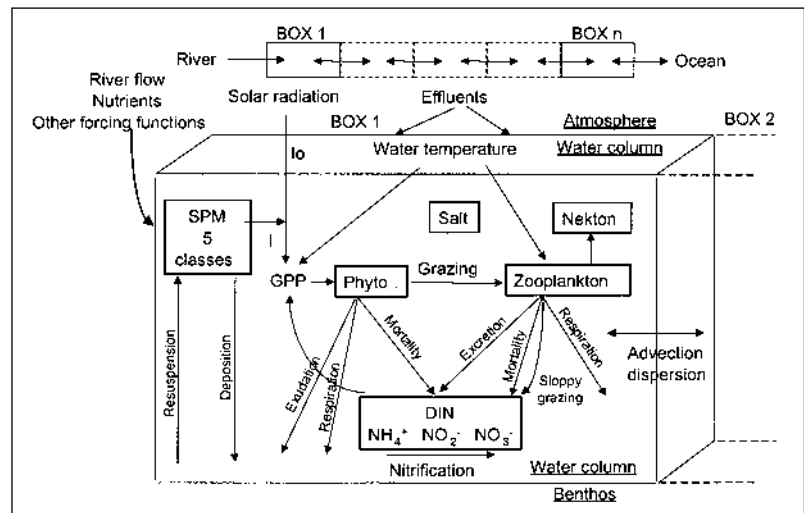 BOX 1
BOX n
River
Ocean
River flow
Nutrients
Other forcing functions
Solar radiation
Effluents
BOX 1
Atmosphere
BOX 2
Water temperature
Water column
Io
SPM
5
classes
I
Salt
Nekton
GPP
Phyto .
Grazing
Zooplankton
Resuspension
Deposition
Exudation
Respiration
Mortality
Excretion
Mortality
Sloppy
grazing
Respiration
Advection
dispersion
DIN
NH₄⁺ NO₂⁻ NO₃⁻
Nitrification
Water column
Benthos